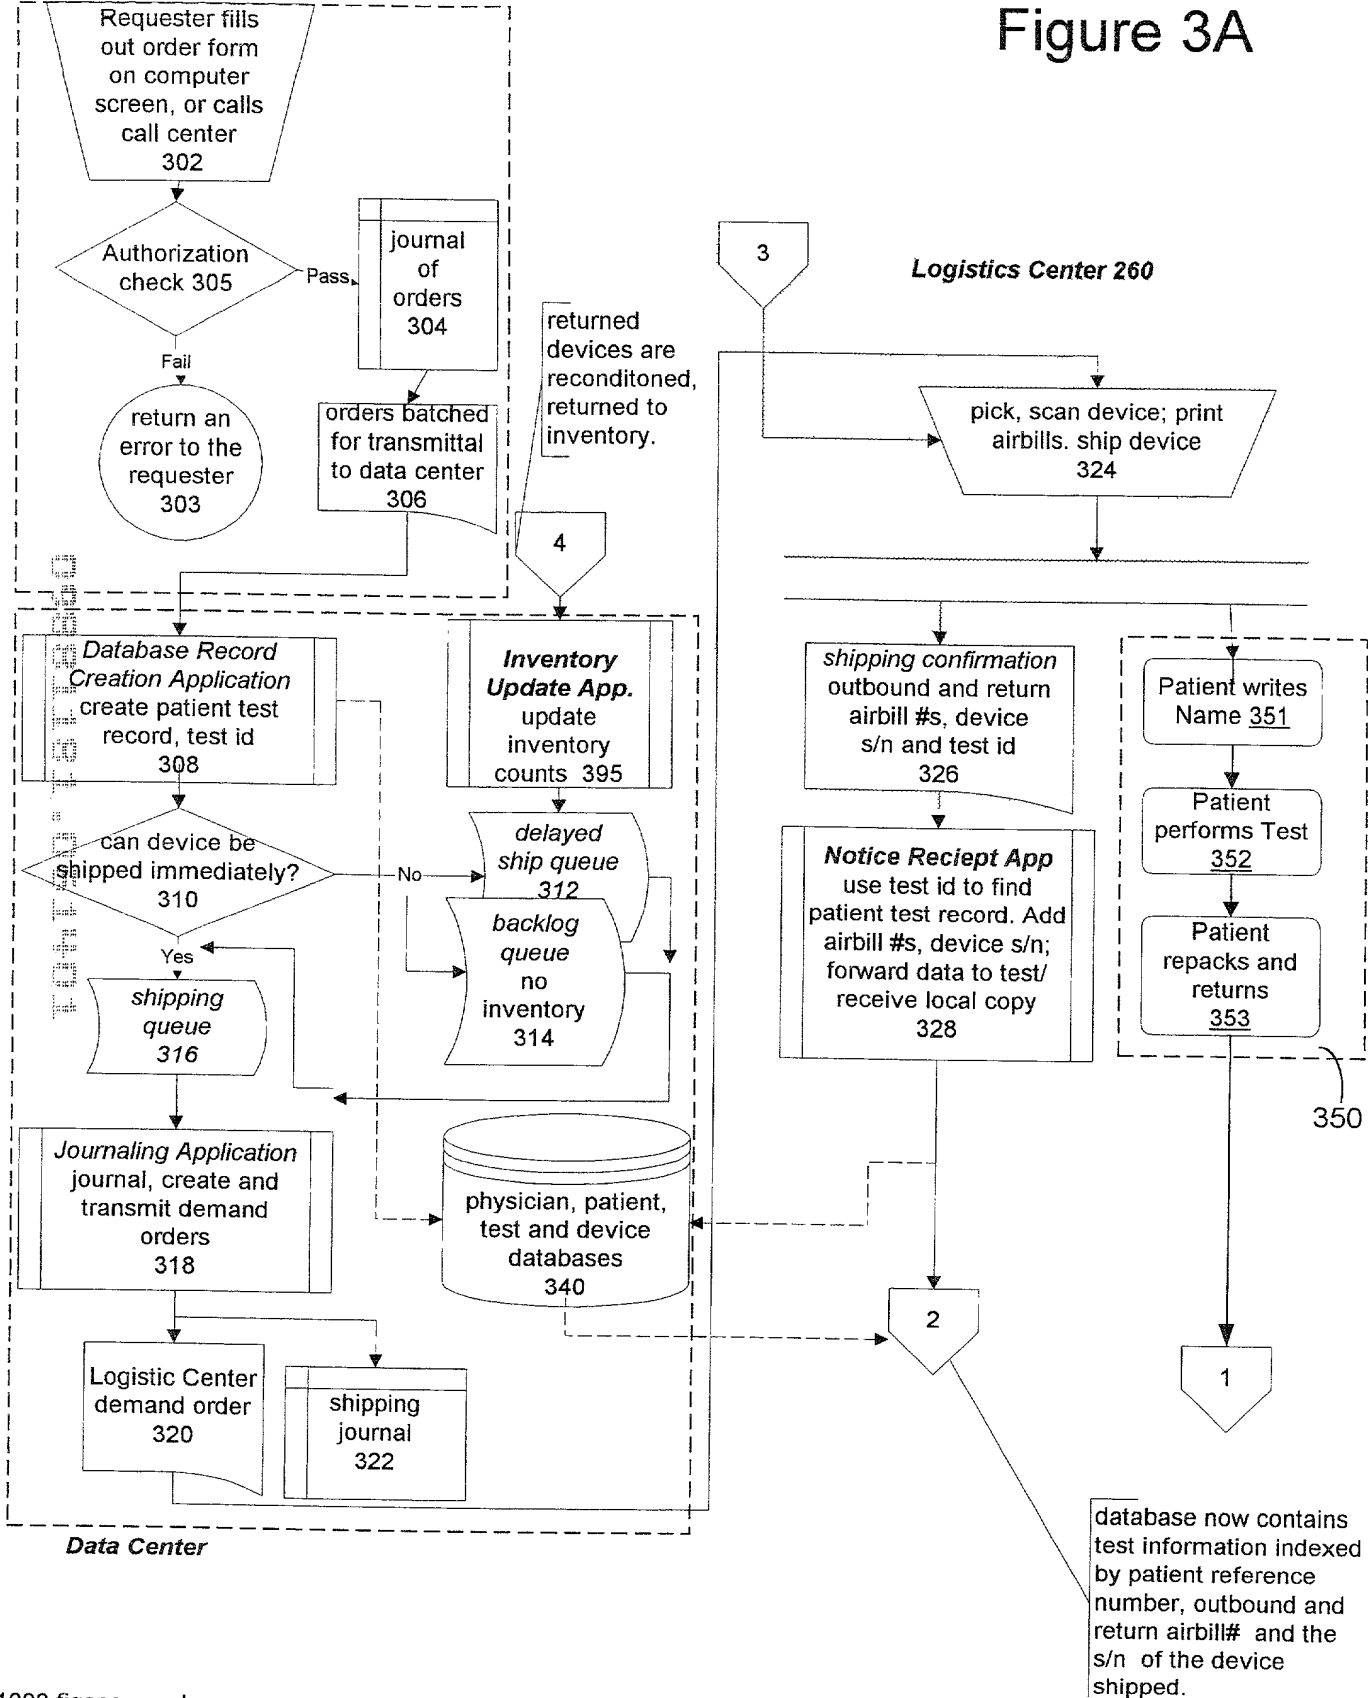 Figure 3A
Requester fills
out order form
on computer
screen, or calls
call center
302
Authorization
check 305
Pass
Fail
journal
of
orders
304
return an
error to the
requester
303
orders batched
for transmittal
to data center
306
returned
devices are
reconditoned,
returned to
inventory.
4
3
Logistics Center 260
pick, scan device; print
airbills. ship device
324
Database Record
Creation Application
create patient test
record, test id
308
Inventory
Update App.
update
inventory
counts 395
can device be
shipped immediately?
310
No
Yes
delayed
ship queue
312
backlog
queue
no
inventory
314
shipping
queue
316
Journaling Application
journal, create and
transmit demand
orders
318
physician, patient,
test and device
databases
340
Logistic Center
demand order
320
shipping
journal
322
Data Center
shipping confirmation
outbound and return
airbill #s, device
s/n and test id
326
Notice Reciept App
use test id to find
patient test record. Add
airbill #s, device s/n;
forward data to test/
receive local copy
328
Patient writes
Name 351
Patient
performs Test
352
Patient
repacks and
returns
353
350
2
1
database now contains
test information indexed
by patient reference
number, outbound and
return airbill# and the
s/n of the device
shipped.